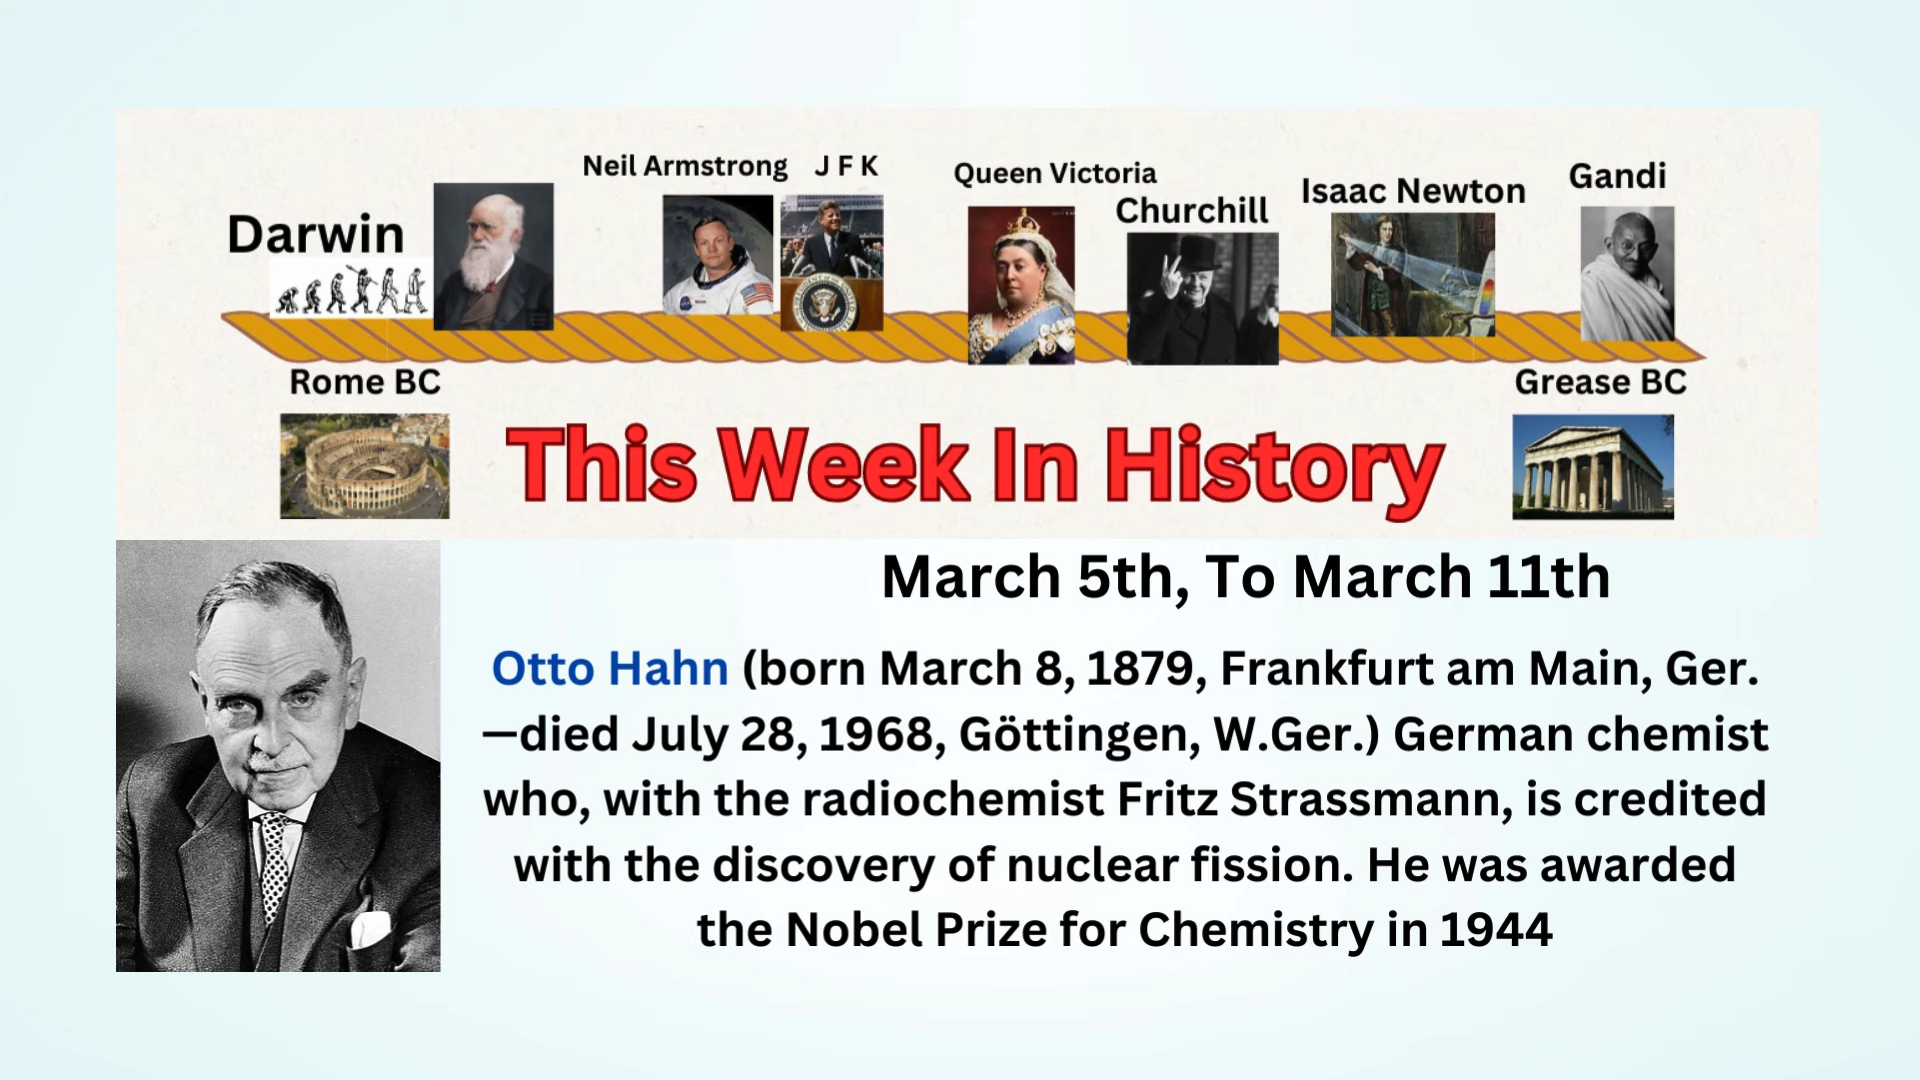 Neil Armstrong
J F K
Queen Victoria
Gandi
Isaac Newton
Churchill
Darwin
Rome BC
Grease BC
This Week In History
March 5th, To March 11th
Otto Hahn (born March 8, 1879, Frankfurt am Main, Ger.
—died July 28, 1968, Göttingen, W.Ger.) German chemist
who, with the radiochemist Fritz Strassmann, is credited
with the discovery of nuclear fission. He was awarded
the Nobel Prize for Chemistry in 1944